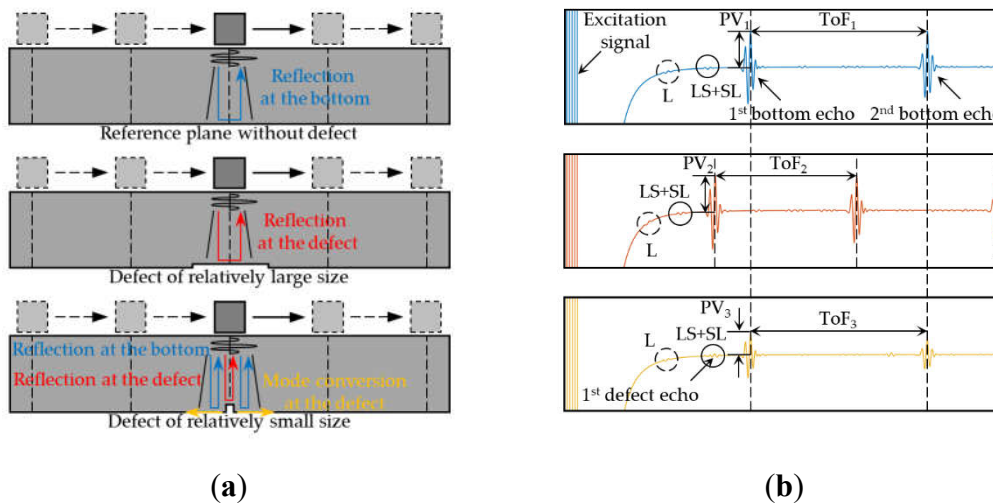 Reflection
at the bottom
Reference plane without defect
Reflection
at the defect
Defect of relatively large size
Reflection at the bottom
Reflection at the defect
Mode conversion
at the defect
Defect of relatively small size
(a)
Excitation
signal
PV1
ToF1
L
LS+SL
1st bottom echo
2nd bottom echo
PV2
ToF2
LS+SL
L
PV3
ToF3
LS+SL
L
1st defect echo
(b)